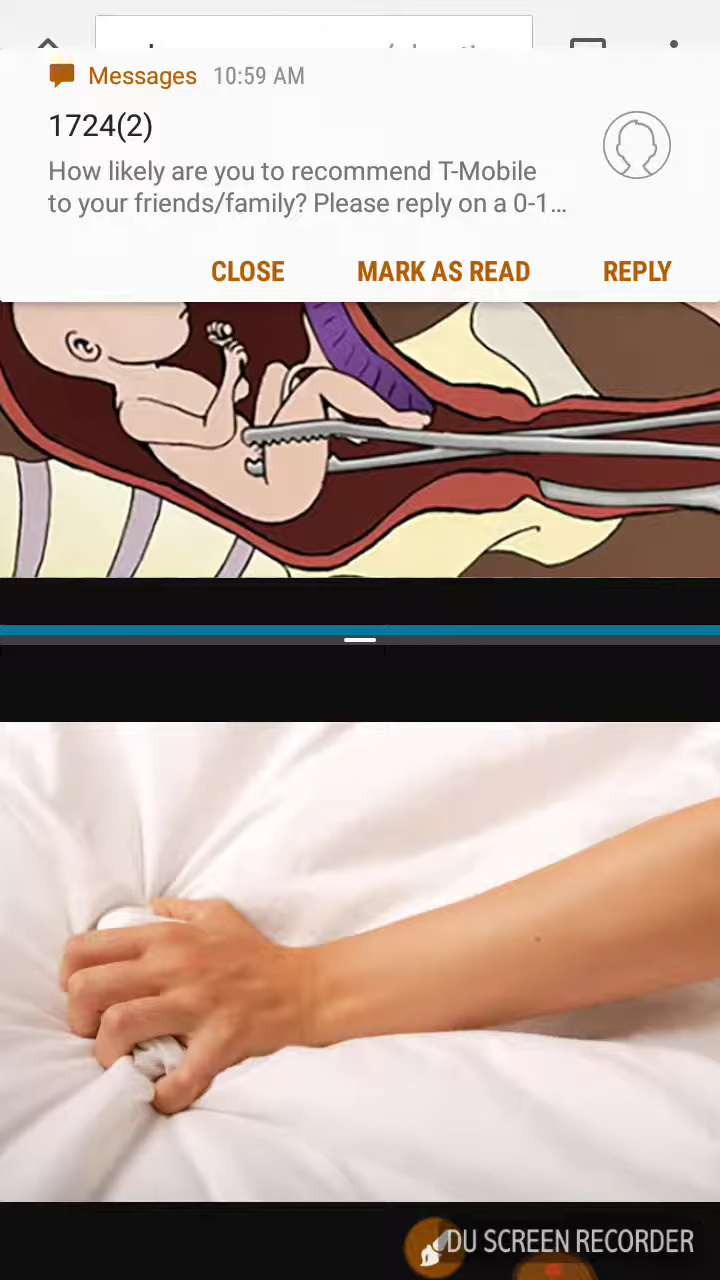 Messages 10:59 AM
1724(2)
How likely are you to recommend T-Mobile
to your friends/family? Please reply on a 0-1...
CLOSE MARK AS READ REPLY
DU SCREEN RECORDER